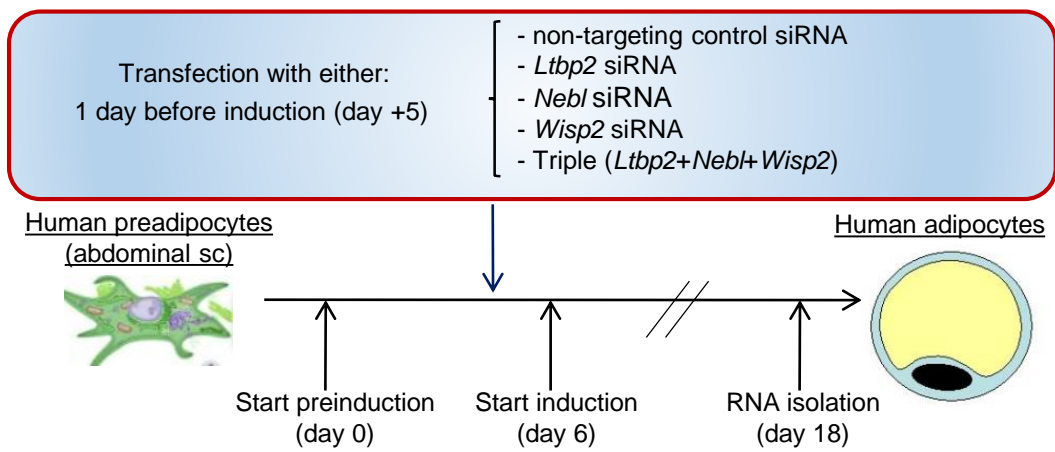 Transfection with either:
1 day before induction (day +5)
- non-targeting control siRNA
- Ltbp2 siRNA
- Nebl siRNA
- Wisp2 siRNA
- Triple (Ltbp2+Nebl+Wisp2)
Human preadipocytes
(abdominal sc)
Human adipocytes
Start preinduction
(day 0)
Start induction
(day 6)
RNA isolation
(day 18)